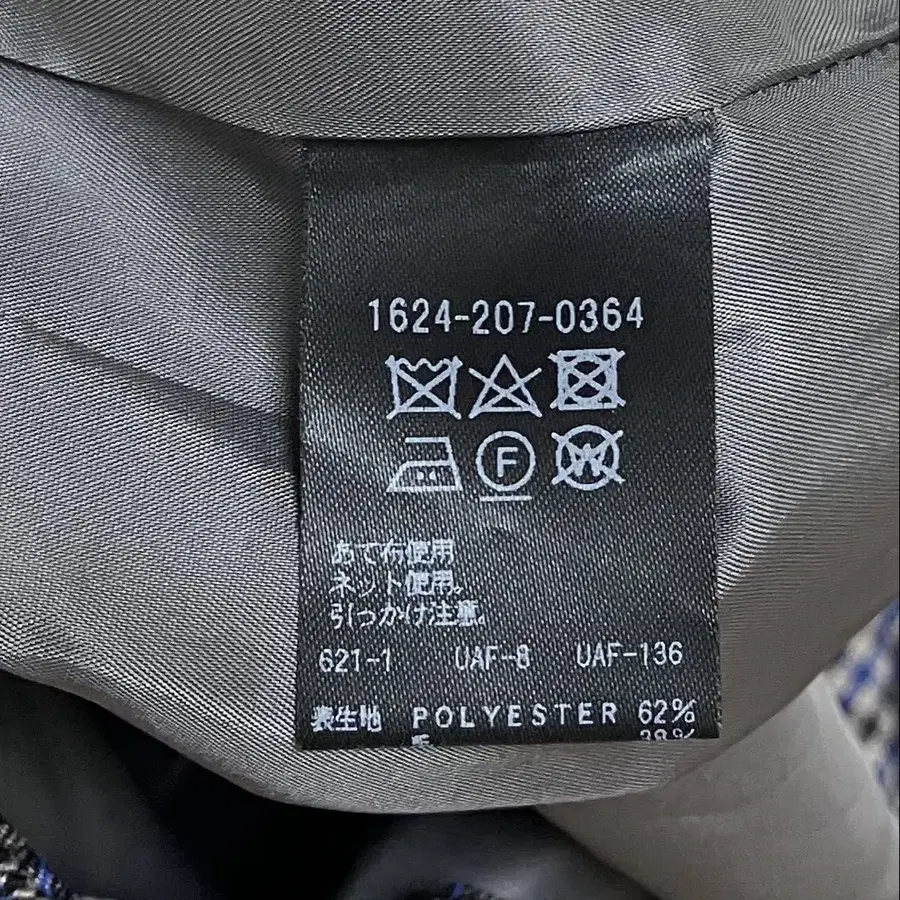 1624-207-0364
F W
あて布使用
ネット使用。
引っかけ注意。
621-1 UAF-8 UAF-136
表生地 POLYESTER 62%
38%